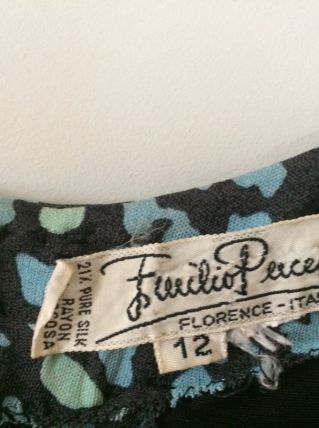 Emilio Pucci
FLORENCE - ITA
12
21% PURE SILK
RAYON